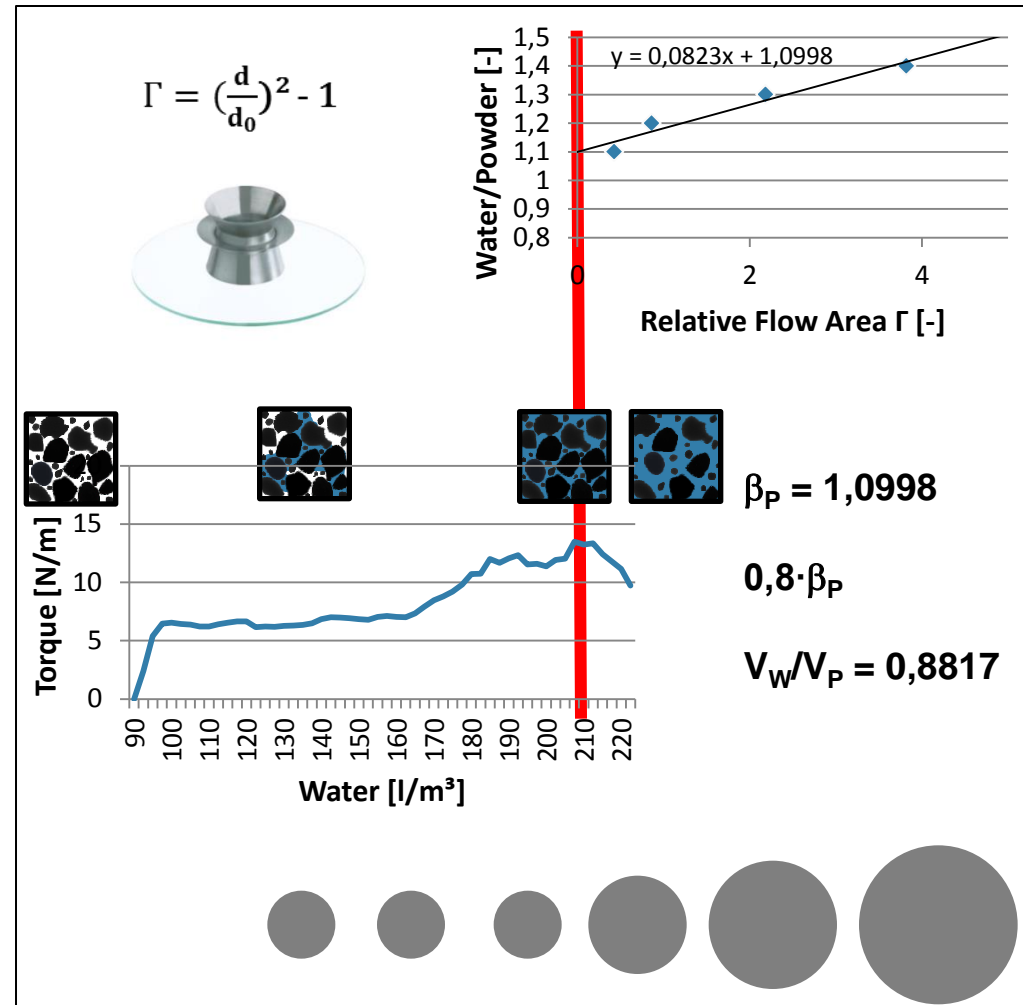 Γ = (d/d₀)² - 1
Water/Powder [-]
1,5
1,4
1,3
1,2
1,1
1
0,9
0,8
y = 0,0823x + 1,0998
0 2 4
Relative Flow Area Γ [-]
Torque [N/m]
15
10
5
0
90 100 110 120 130 140 150 160 170 180 190 200 210 220
Water [l/m³]
βP = 1,0998
0,8·βP
VW/VP = 0,8817